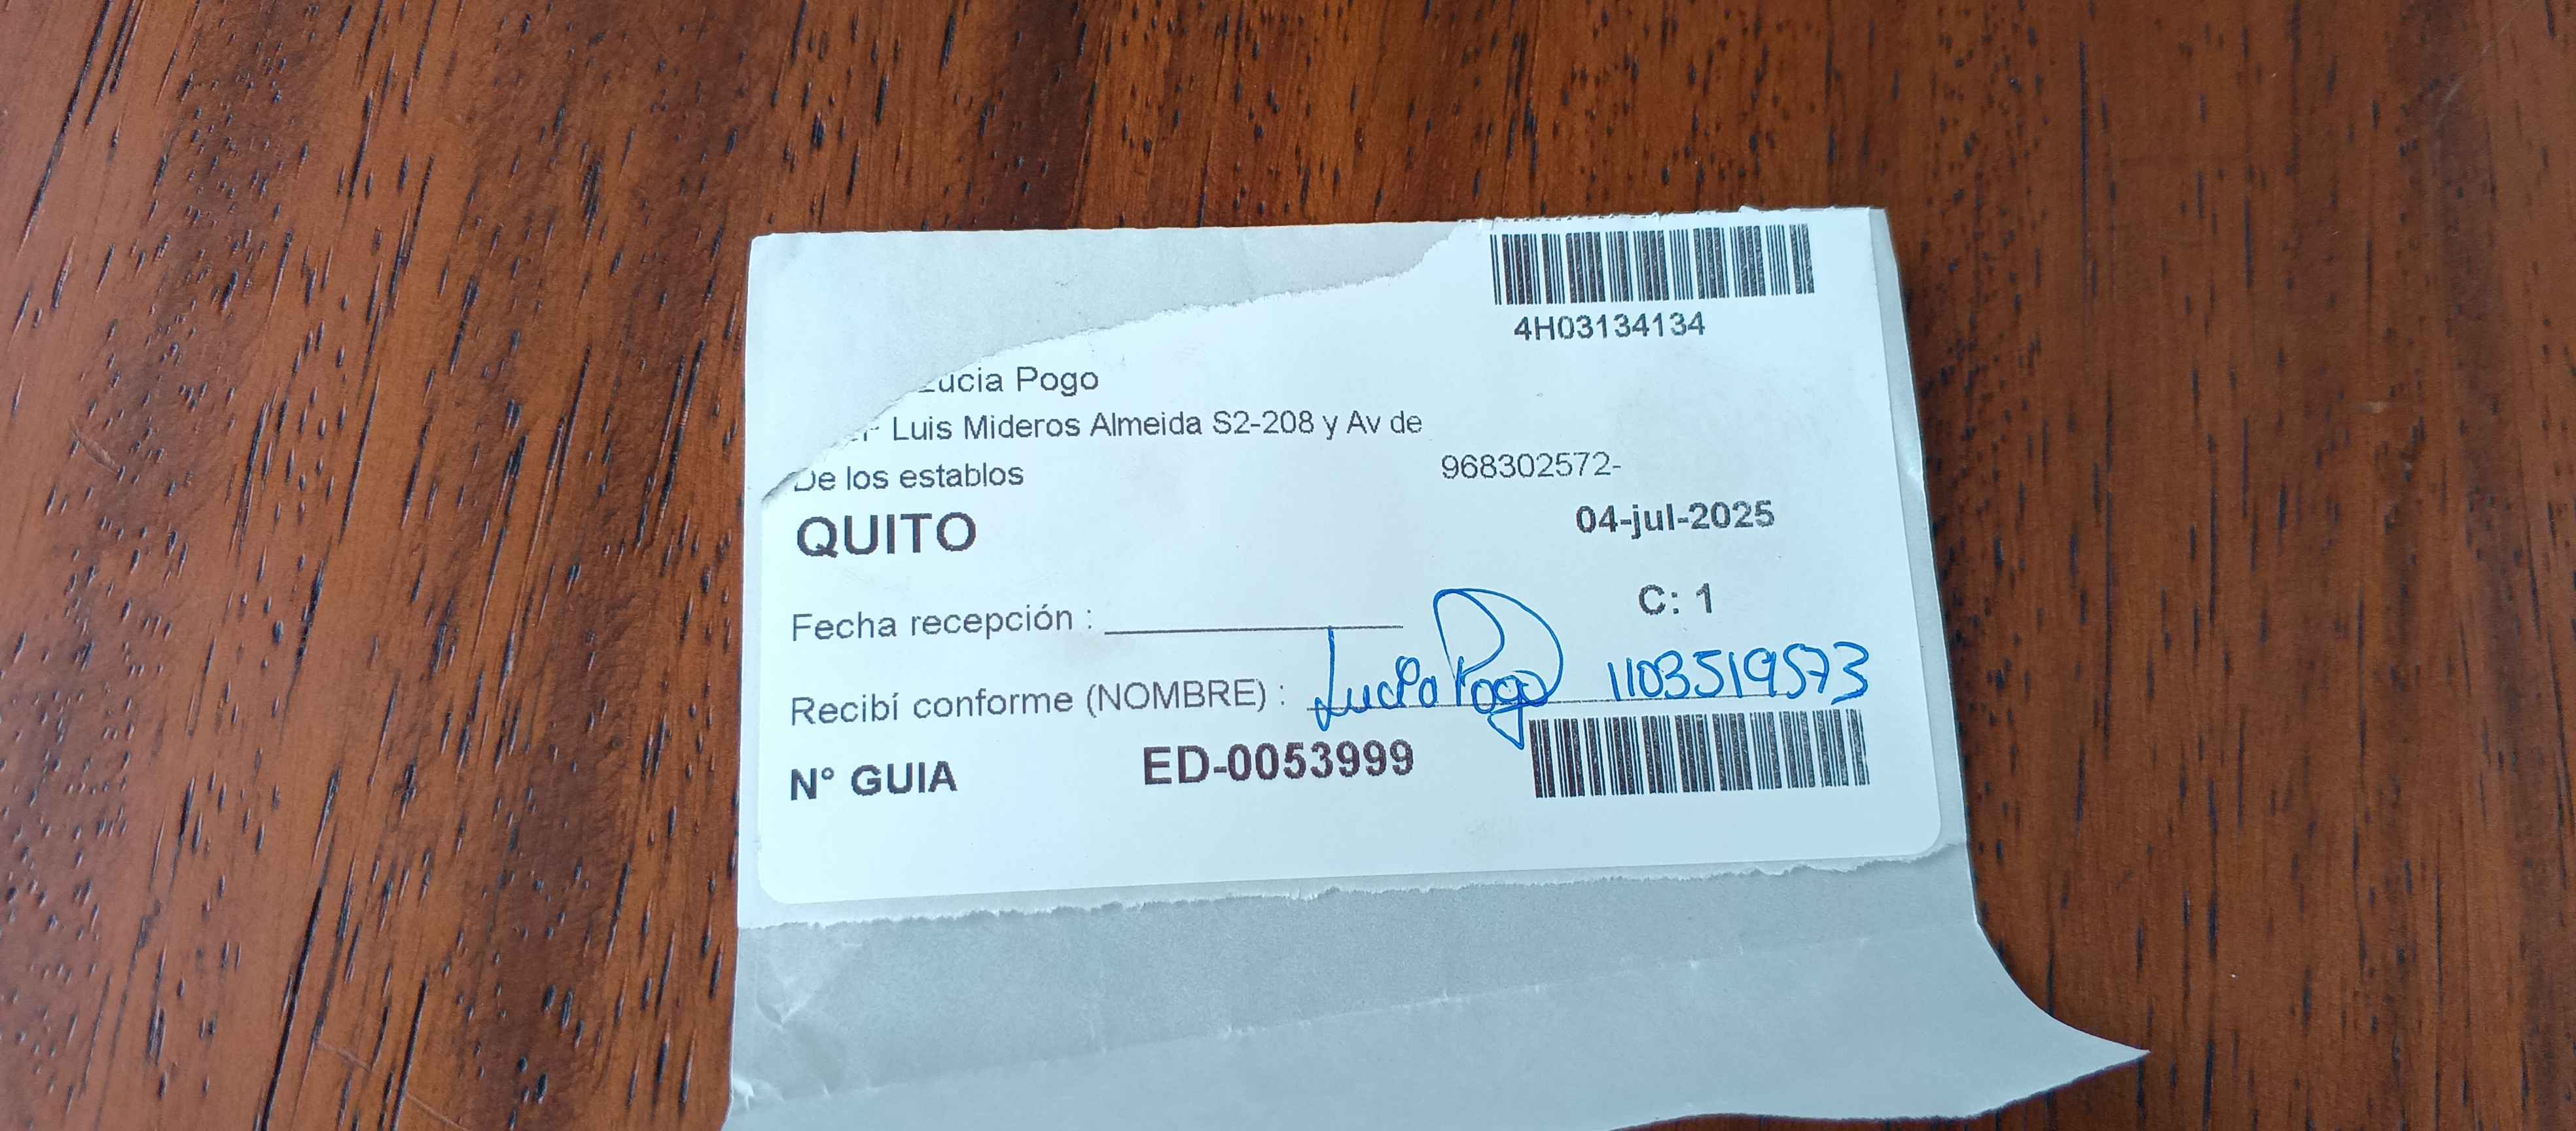 4H03134134
Lucia Pogo
Luis Mideros Almeida S2-208 y Av de
De los establos 968302572-
QUITO 04-jul-2025
Fecha recepción : C: 1
Recibí conforme (NOMBRE) : Lucia Pogo 1103519573
N° GUIA ED-0053999